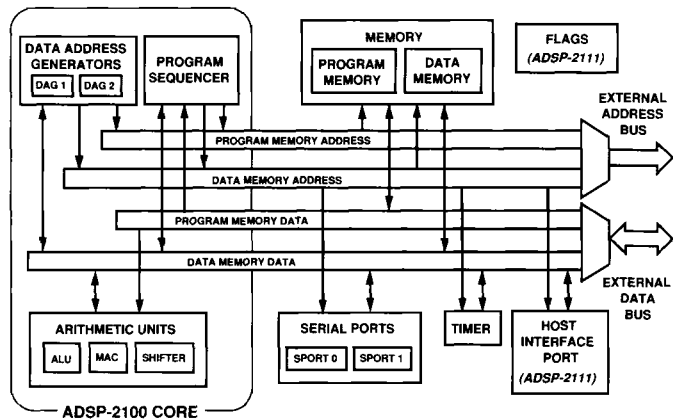 DATA ADDRESS
GENERATORS
DAG 1
DAG 2
PROGRAM
SEQUENCER
MEMORY
PROGRAM
MEMORY
DATA
MEMORY
FLAGS
(ADSP-2111)
EXTERNAL
ADDRESS
BUS
PROGRAM MEMORY ADDRESS
DATA MEMORY ADDRESS
PROGRAM MEMORY DATA
DATA MEMORY DATA
EXTERNAL
DATA
BUS
ARITHMETIC UNITS
ALU
MAC
SHIFTER
SERIAL PORTS
SPORT 0
SPORT 1
TIMER
HOST
INTERFACE
PORT
(ADSP-2111)
ADSP-2100 CORE